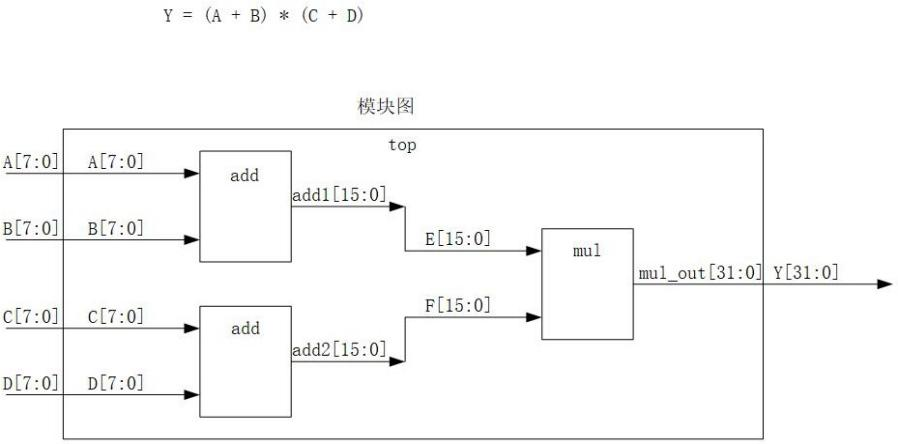 Y = (A + B) * (C + D)
模块图
top
A[7:0] A[7:0]
add
add1[15:0]
B[7:0] B[7:0]
E[15:0]
mul
mul_out[31:0] Y[31:0]
F[15:0]
C[7:0] C[7:0]
add
add2[15:0]
D[7:0] D[7:0]